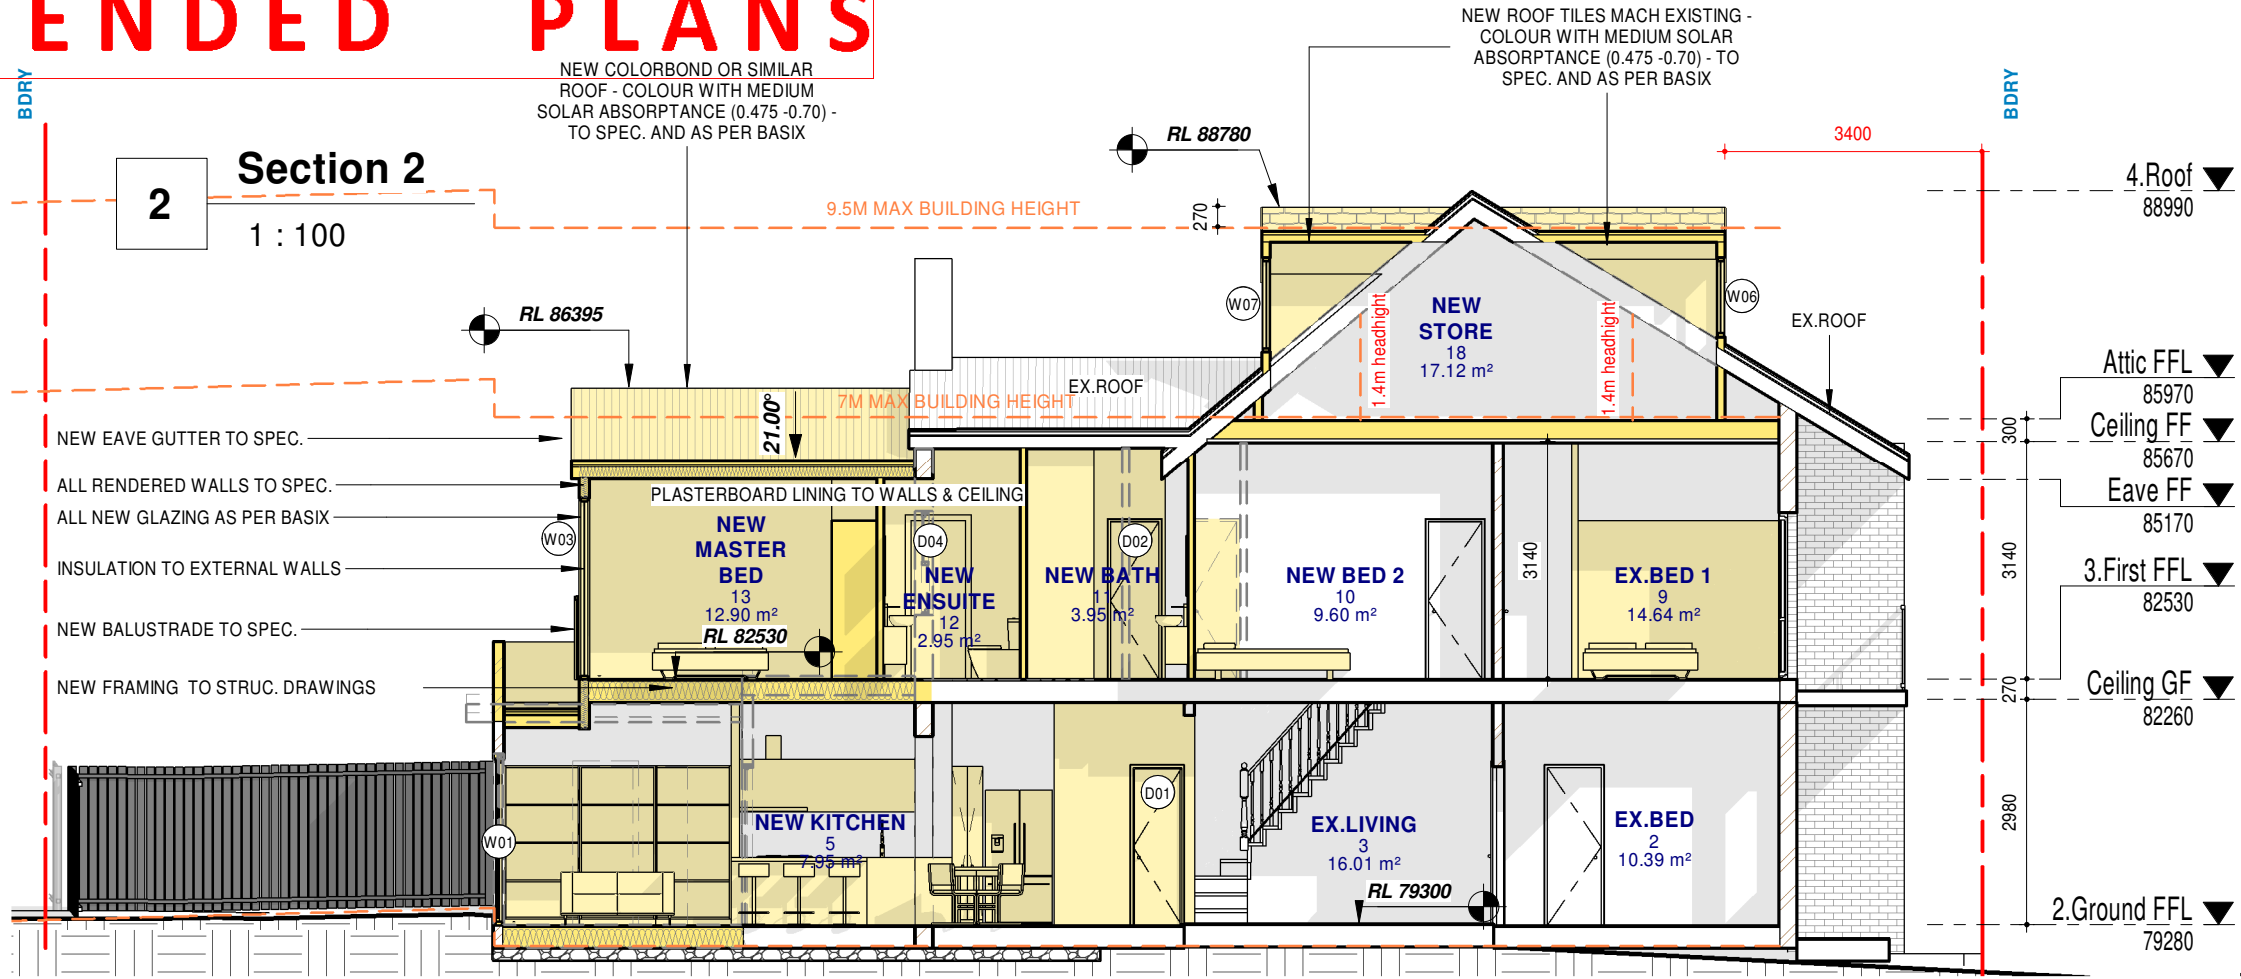 ENDED PLANS
BDRY
2
Section 2
1 : 100
NEW COLORBOND OR SIMILAR
ROOF - COLOUR WITH MEDIUM
SOLAR ABSORPTANCE (0.475 -0.70) -
TO SPEC. AND AS PER BASIX
NEW ROOF TILES MACH EXISTING -
COLOUR WITH MEDIUM SOLAR
ABSORPTANCE (0.475 -0.70) - TO
SPEC. AND AS PER BASIX
BDRY
3400
RL 88780
9.5M MAX BUILDING HEIGHT
270
RL 86395
W07
W06
1.4m headhight
1.4m headhight
NEW
STORE
18
17.12 m²
EX.ROOF
EX.ROOF
7M MAX BUILDING HEIGHT
21.00°
NEW EAVE GUTTER TO SPEC.
ALL RENDERED WALLS TO SPEC.
ALL NEW GLAZING AS PER BASIX
INSULATION TO EXTERNAL WALLS
NEW BALUSTRADE TO SPEC.
NEW FRAMING TO STRUC. DRAWINGS
PLASTERBOARD LINING TO WALLS & CEILING
W03
NEW
MASTER
BED
13
12.90 m²
RL 82530
D04
NEW
ENSUITE
12
2.95 m²
D02
NEW BATH
11
3.95 m²
NEW BED 2
10
9.60 m²
3140
EX.BED 1
9
14.64 m²
W01
NEW KITCHEN
5
7.95 m²
D01
EX.LIVING
3
16.01 m²
RL 79300
EX.BED
2
10.39 m²
4.Roof
88990
Attic FFL
85970
300
Ceiling FF
85670
Eave FF
85170
3140
3.First FFL
82530
270
Ceiling GF
82260
2980
2.Ground FFL
79280